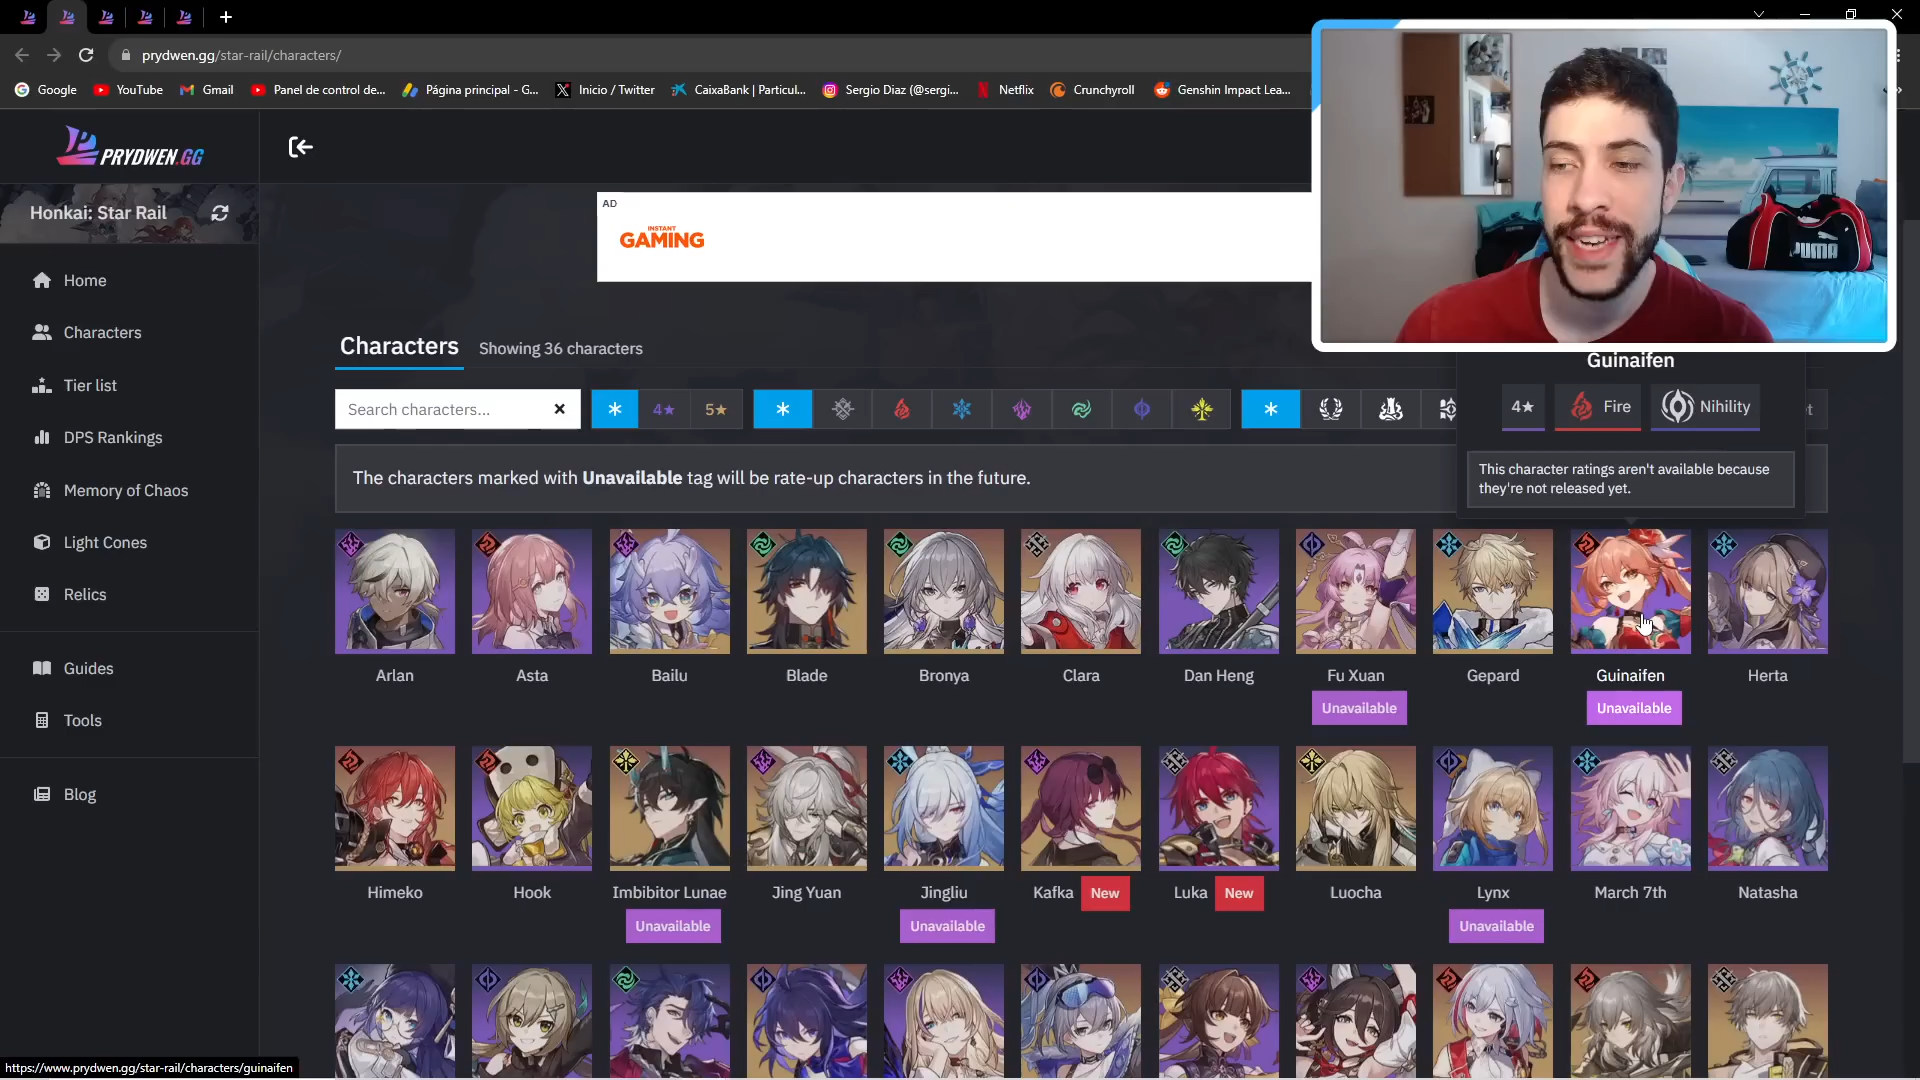 prydwen.gg/star-rail/characters/
Google
YouTube
Gmail
Panel de control de...
Página principal - G...
Inicio / Twitter
CaixaBank | Particul...
Sergio Diaz (@sergi...
Netflix
Crunchyroll
Genshin Impact Lea...
PRYDWEN.GG
Honkai: Star Rail
Home
Characters
Tier list
DPS Rankings
Memory of Chaos
Light Cones
Relics
Guides
Tools
Blog
AD
INSTANT
GAMING
PUMA
Characters
Showing 36 characters
Search characters...
4★
5★
Guinaifen
4★
Fire
Nihility
This character ratings aren't available because
they're not released yet.
The characters marked with Unavailable tag will be rate-up characters in the future.
Arlan
Asta
Bailu
Blade
Bronya
Clara
Dan Heng
Fu Xuan
Unavailable
Gepard
Guinaifen
Unavailable
Herta
Himeko
Hook
Imbibitor Lunae
Unavailable
Jing Yuan
Jingliu
Unavailable
Kafka
New
Luka
New
Luocha
Lynx
Unavailable
March 7th
Natasha
https://www.prydwen.gg/star-rail/characters/guinaifen